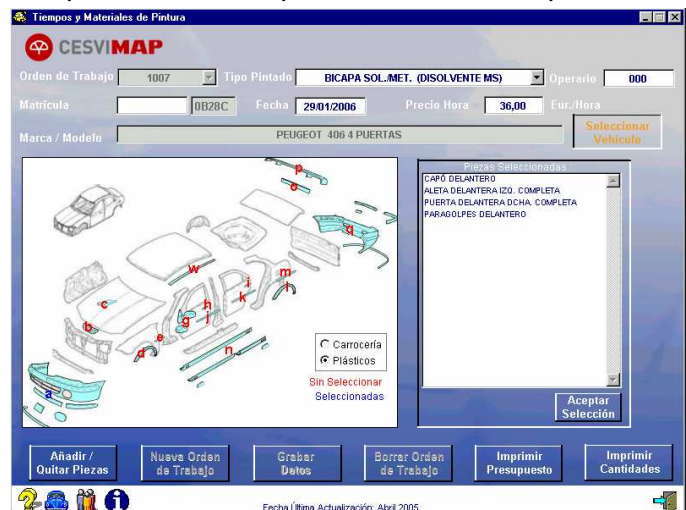 Tiempos y Materiales de Pintura
CESVIMAP
Orden de Trabajo 1007 Tipo Pintado BICAPA SOL./MET. (DISOLVENTE MS) Operario 000
Matrícula 0B28C Fecha 29/01/2006 Precio Hora 36,00 Eur./Hora
Marca / Modelo PEUGEOT 406 4 PUERTAS Seleccionar Vehículo
Piezas Seleccionadas
CAPÓ DELANTERO
ALETA DELANTERA IZQ. COMPLETA
PUERTA DELANTERA DCHA. COMPLETA
PARAGOLPES DELANTERO
p
o
q
w
m
i
l
c
h
k
b
g
j
e
d
n
a
Carrocería
Plásticos
Sin Seleccionar
Seleccionadas
Aceptar
Selección
Añadir /
Quitar Piezas
Nueva Orden
de Trabajo
Grabar
Datos
Borrar Orden
de Trabajo
Imprimir
Presupuesto
Imprimir
Cantidades
Fecha Última Actualización: Abril 2005